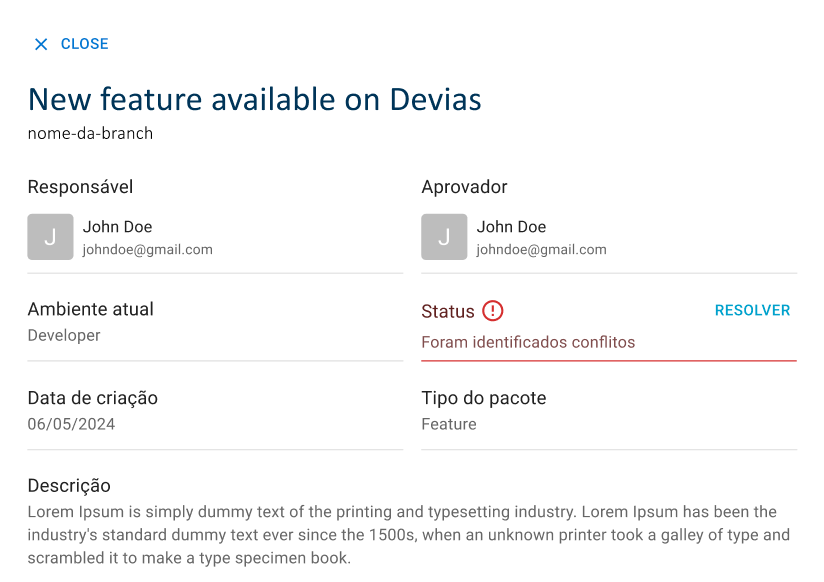 CLOSE
New feature available on Devias
nome-da-branch
Responsável
J
John Doe
johndoe@gmail.com
Aprovador
J
John Doe
johndoe@gmail.com
Ambiente atual
Developer
Status
RESOLVER
Foram identificados conflitos
Data de criação
06/05/2024
Tipo do pacote
Feature
Descrição
Lorem Ipsum is simply dummy text of the printing and typesetting industry. Lorem Ipsum has been the
industry's standard dummy text ever since the 1500s, when an unknown printer took a galley of type and
scrambled it to make a type specimen book.